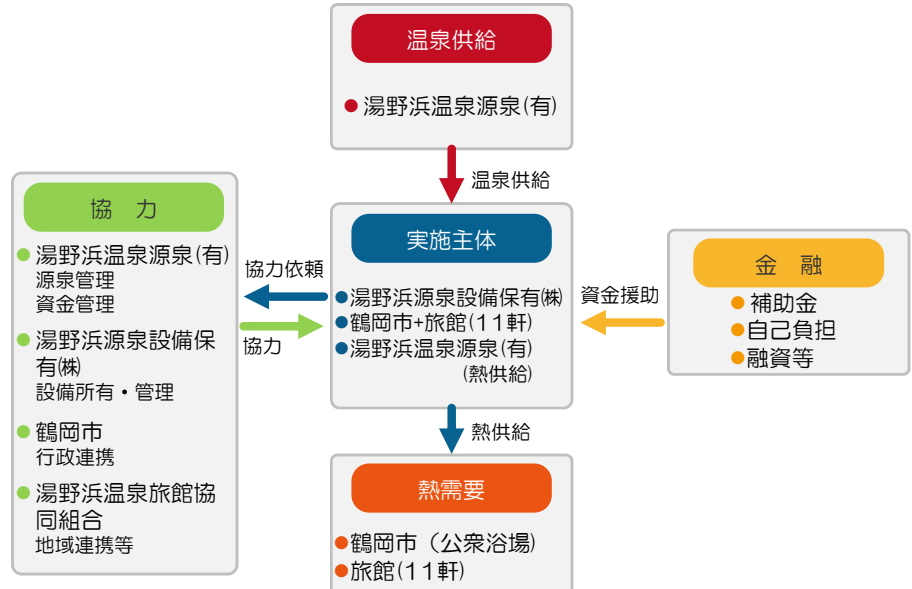 温泉供給
湯野浜温泉源泉(有)
温泉供給
協　力
湯野浜温泉源泉(有)
源泉管理
資金管理
湯野浜源泉設備保
有㈱
設備所有・管理
鶴岡市
行政連携
湯野浜温泉旅館協
同組合
地域連携等
協力依頼
協力
実施主体
湯野浜源泉設備保有㈱
鶴岡市+旅館(11軒)
湯野浜温泉源泉(有)
(熱供給)
資金援助
金　融
補助金
自己負担
融資等
熱供給
熱需要
鶴岡市（公衆浴場)
旅館(11軒)